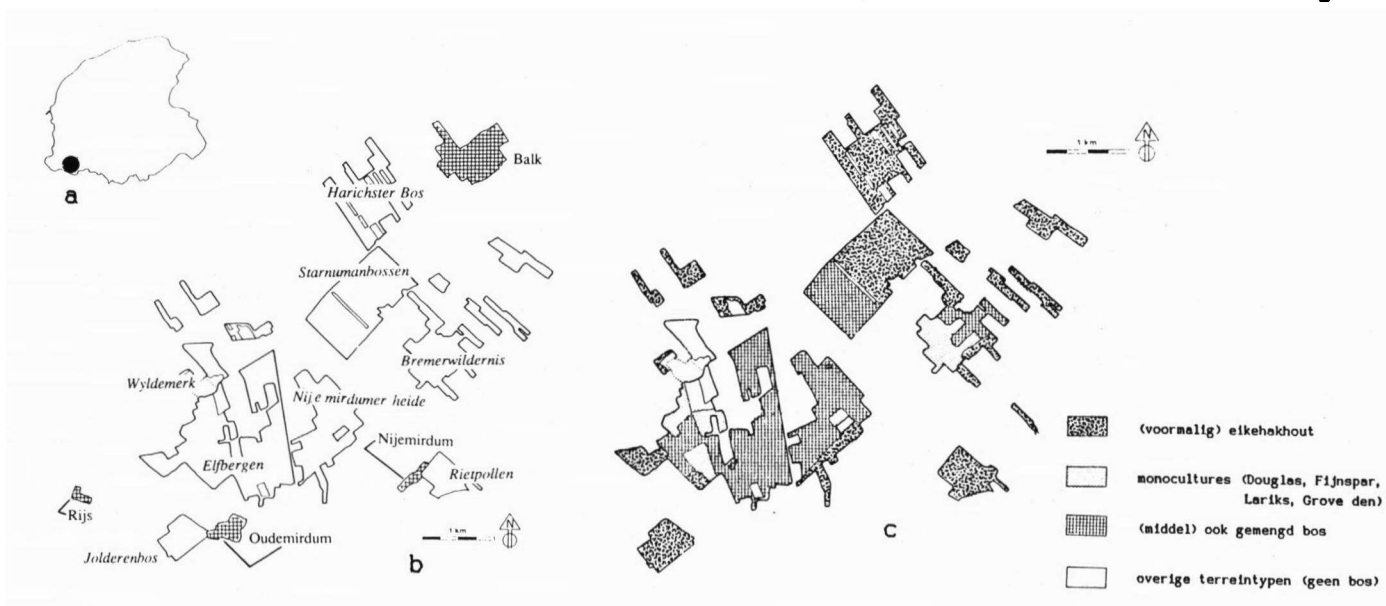 a
Balk
Harichster Bos
Starnumanbossen
Bremerwildernis
Wyldemerk
Nije mirdumer heide
Nijemirdum
Elfbergen
Rietpollen
Rijs
Oudemirdum
Jolderenbos
1 km
N
b
1 km
N
c
(voormalig) eikehakhout
monocultures (Douglas, Fijnspar,
Lariks, Grove den)
(middel) ook gemengd bos
overige terreintypen (geen bos)